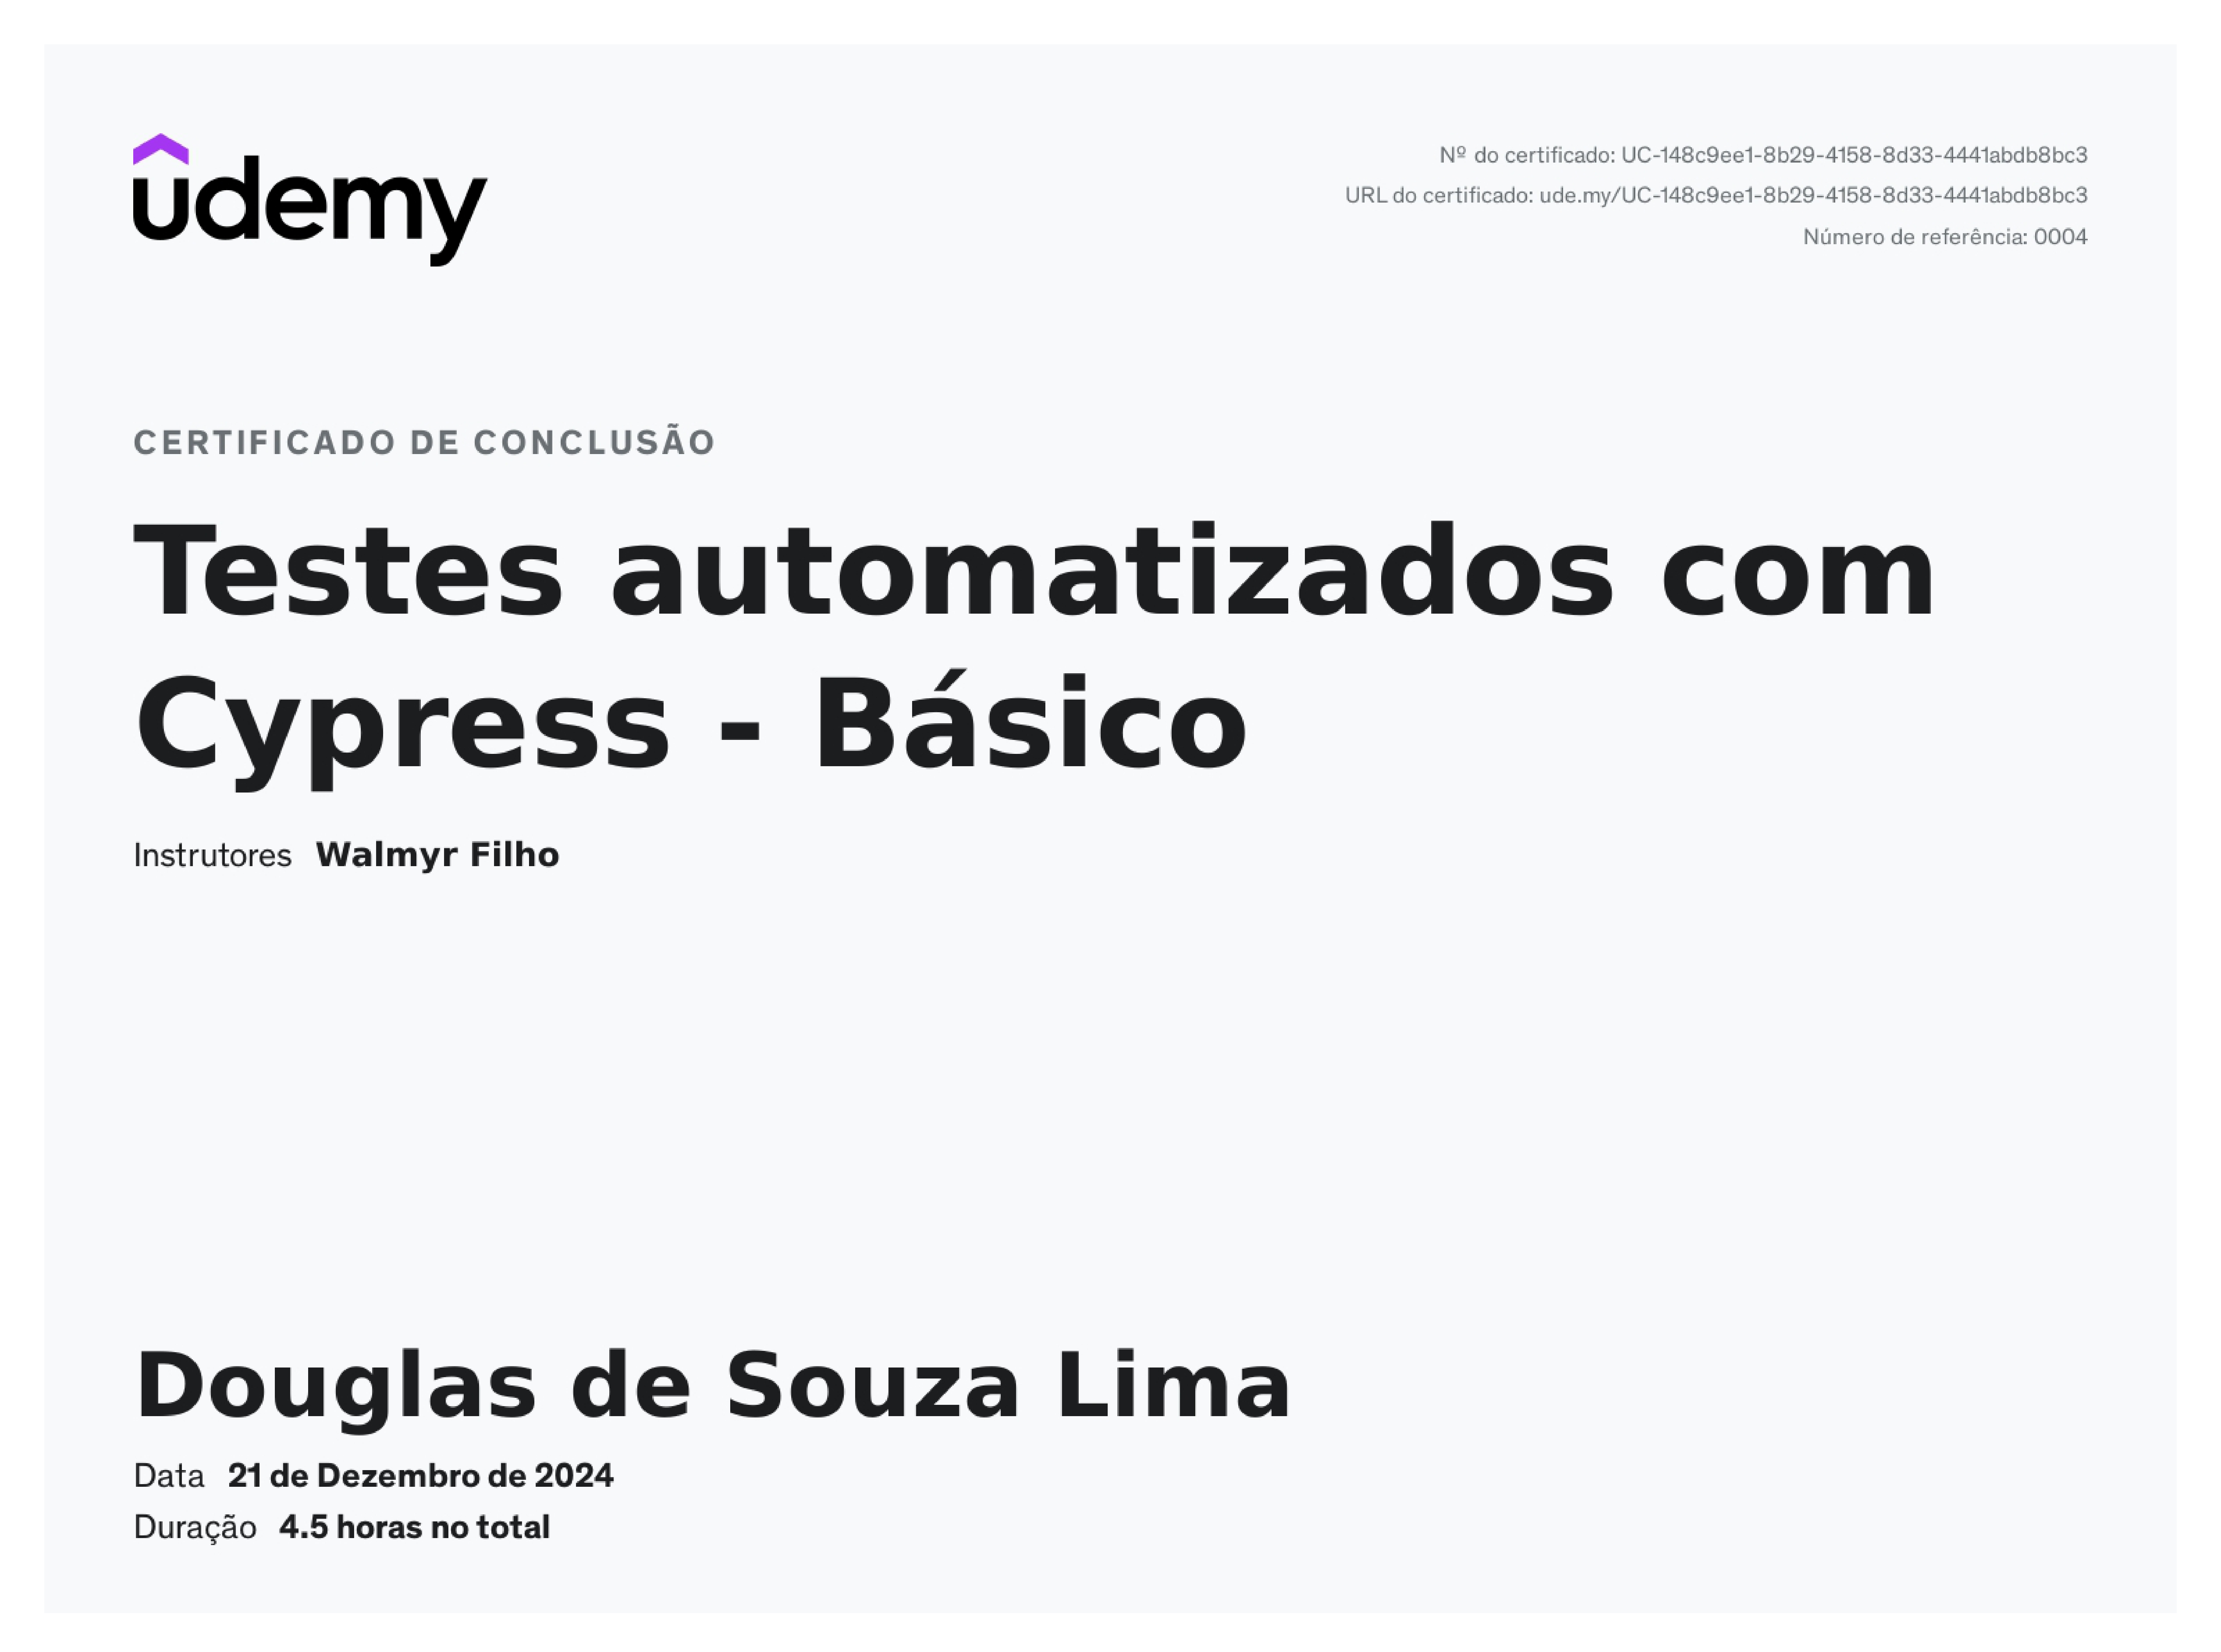 udemy
Nº do certificado: UC-148c9ee1-8b29-4158-8d33-4441abdb8bc3
URL do certificado: ude.my/UC-148c9ee1-8b29-4158-8d33-4441abdb8bc3
Número de referência: 0004
CERTIFICADO DE CONCLUSÃO
Testes automatizados com
Cypress - Básico
Instrutores Walmyr Filho
Douglas de Souza Lima
Data 21 de Dezembro de 2024
Duração 4.5 horas no total